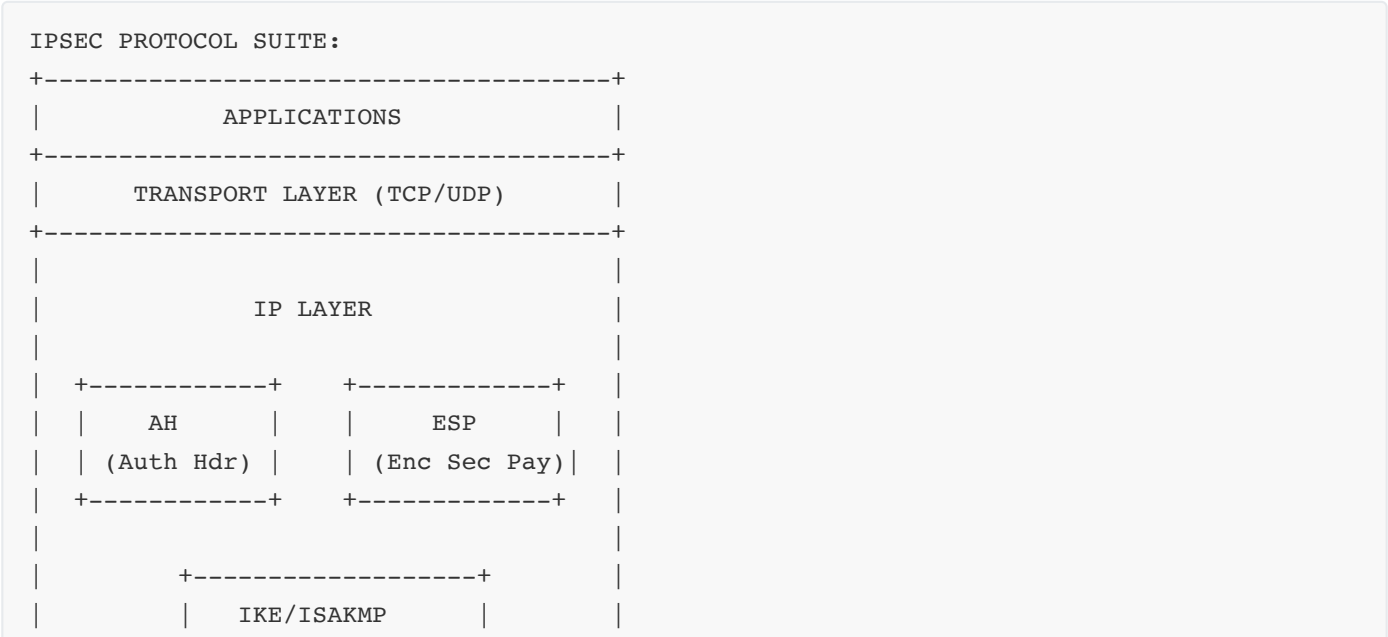 IPSEC PROTOCOL SUITE:
+--------------------------------------+
|            APPLICATIONS              |
+--------------------------------------+
|      TRANSPORT LAYER (TCP/UDP)       |
+--------------------------------------+
|                                      |
|              IP LAYER                |
|                                      |
|  +------------+    +-------------+   |
|  |    AH      |    |     ESP     |   |
|  | (Auth Hdr) |    | (Enc Sec Pay)|  |
|  +------------+    +-------------+   |
|                                      |
|         +-------------------+        |
|         |   IKE/ISAKMP      |        |